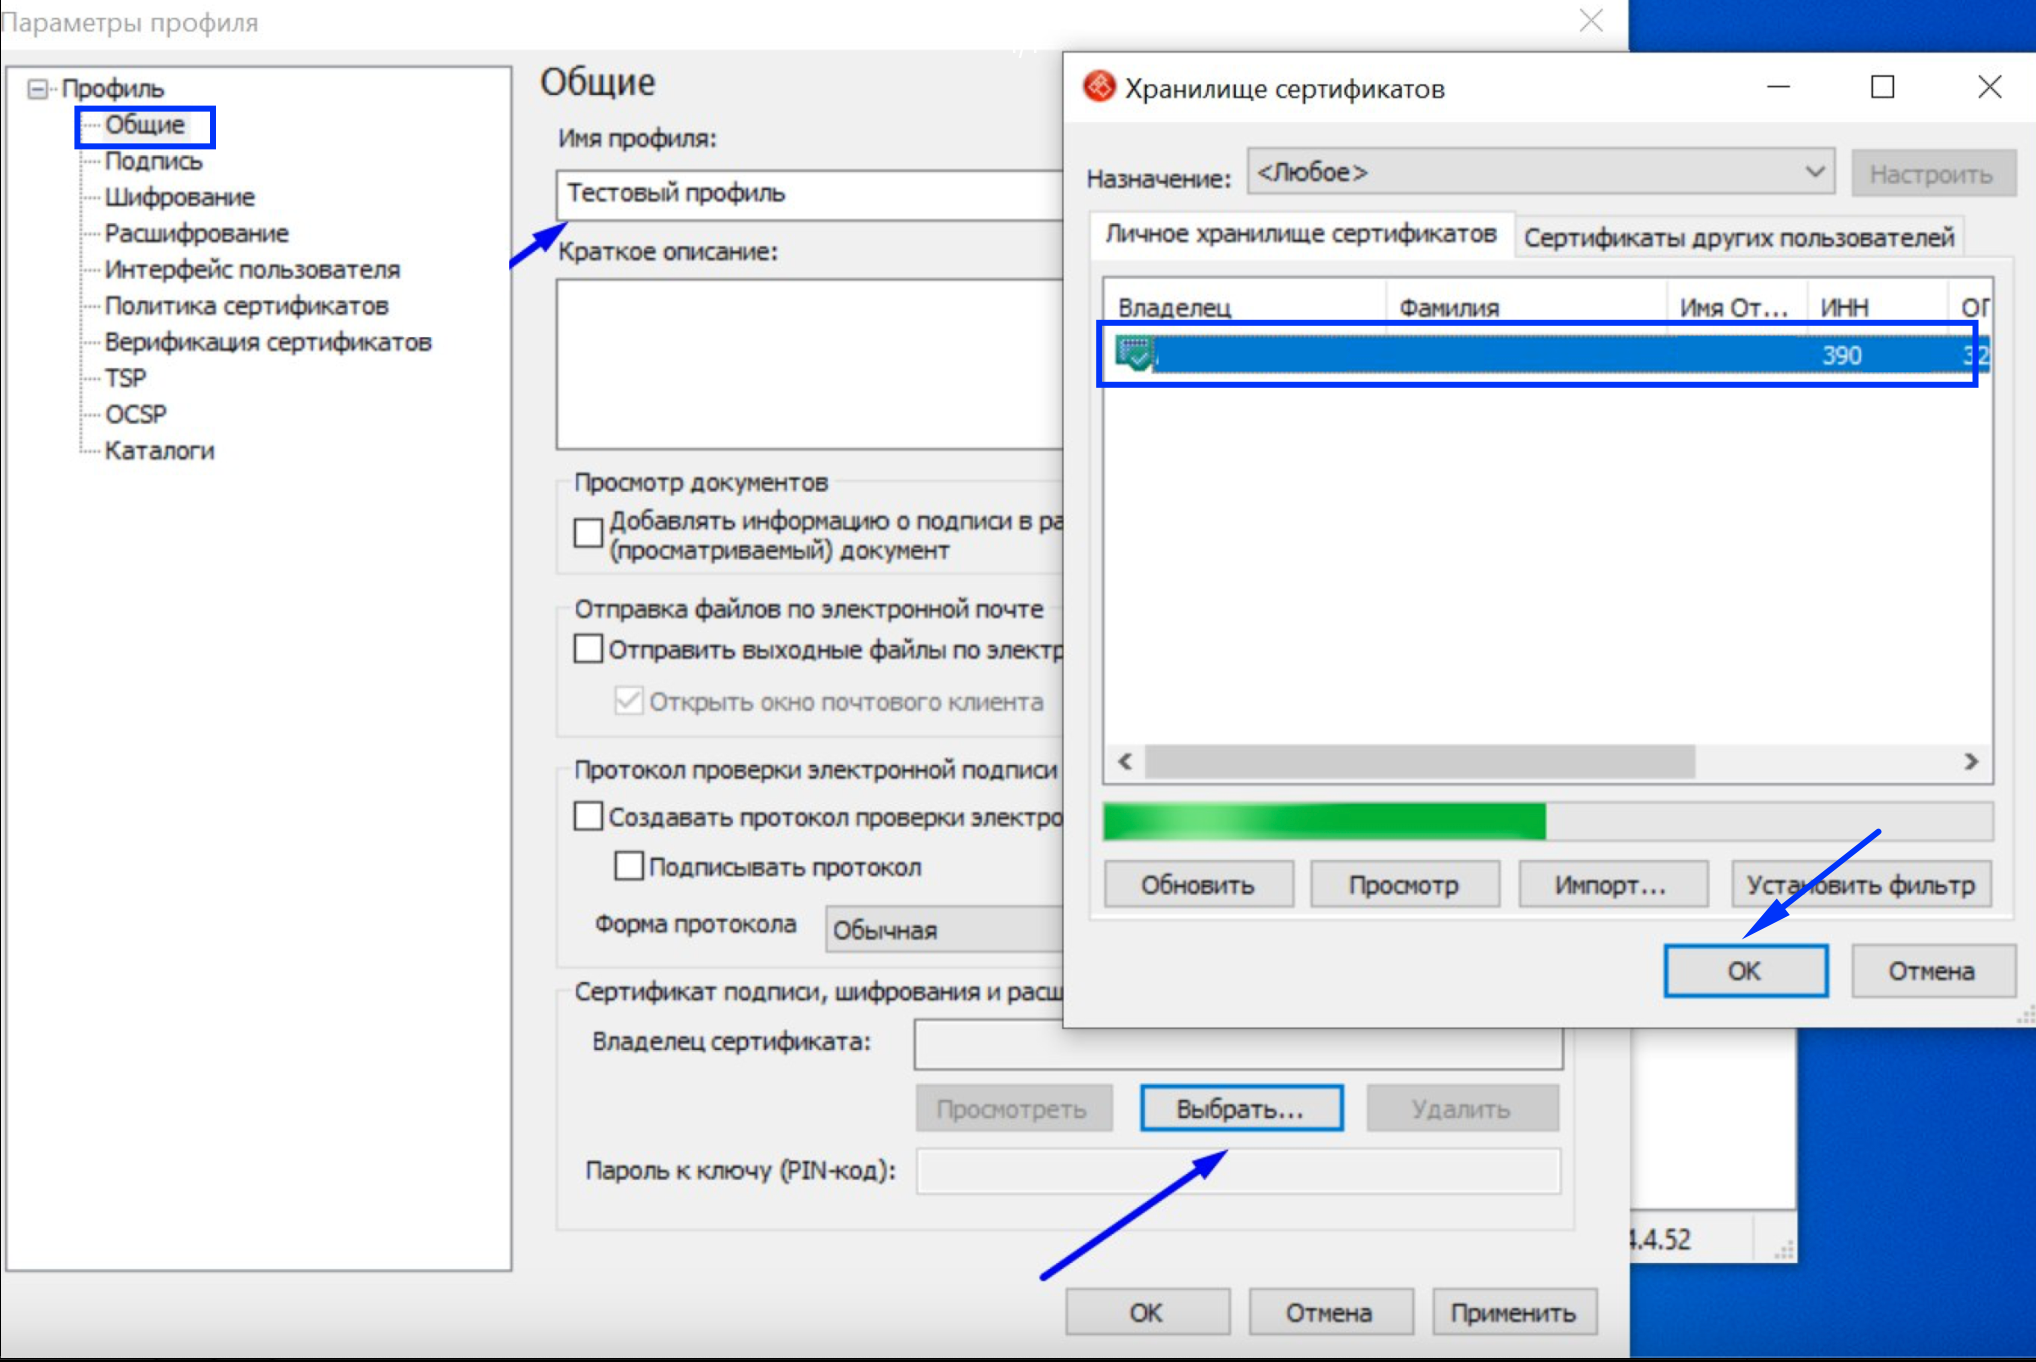 Параметры профиля
Профиль
Общие
Подпись
Шифрование
Расшифрование
Интерфейс пользователя
Политика сертификатов
Верификация сертификатов
TSP
OCSP
Каталоги
Общие
Имя профиля:
Тестовый профиль
Краткое описание:
Просмотр документов
Добавлять информацию о подписи в ра
(просматриваемый) документ
Отправка файлов по электронной почте
Отправить выходные файлы по электр
Открыть окно почтового клиента
Протокол проверки электронной подписи
Создавать протокол проверки электро
Подписывать протокол
Форма протокола
Обычная
Сертификат подписи, шифрования и расш
Владелец сертификата:
Просмотреть
Выбрать...
Удалить
Пароль к ключу (PIN-код):
OK
Отмена
Применить
Хранилище сертификатов
Назначение:
<Любое>
Настроить
Личное хранилище сертификатов
Сертификаты других пользователей
Владелец
Фамилия
Имя От...
ИНН
390
32
Обновить
Просмотр
Импорт...
Установить фильтр
OK
Отмена
4.4.52